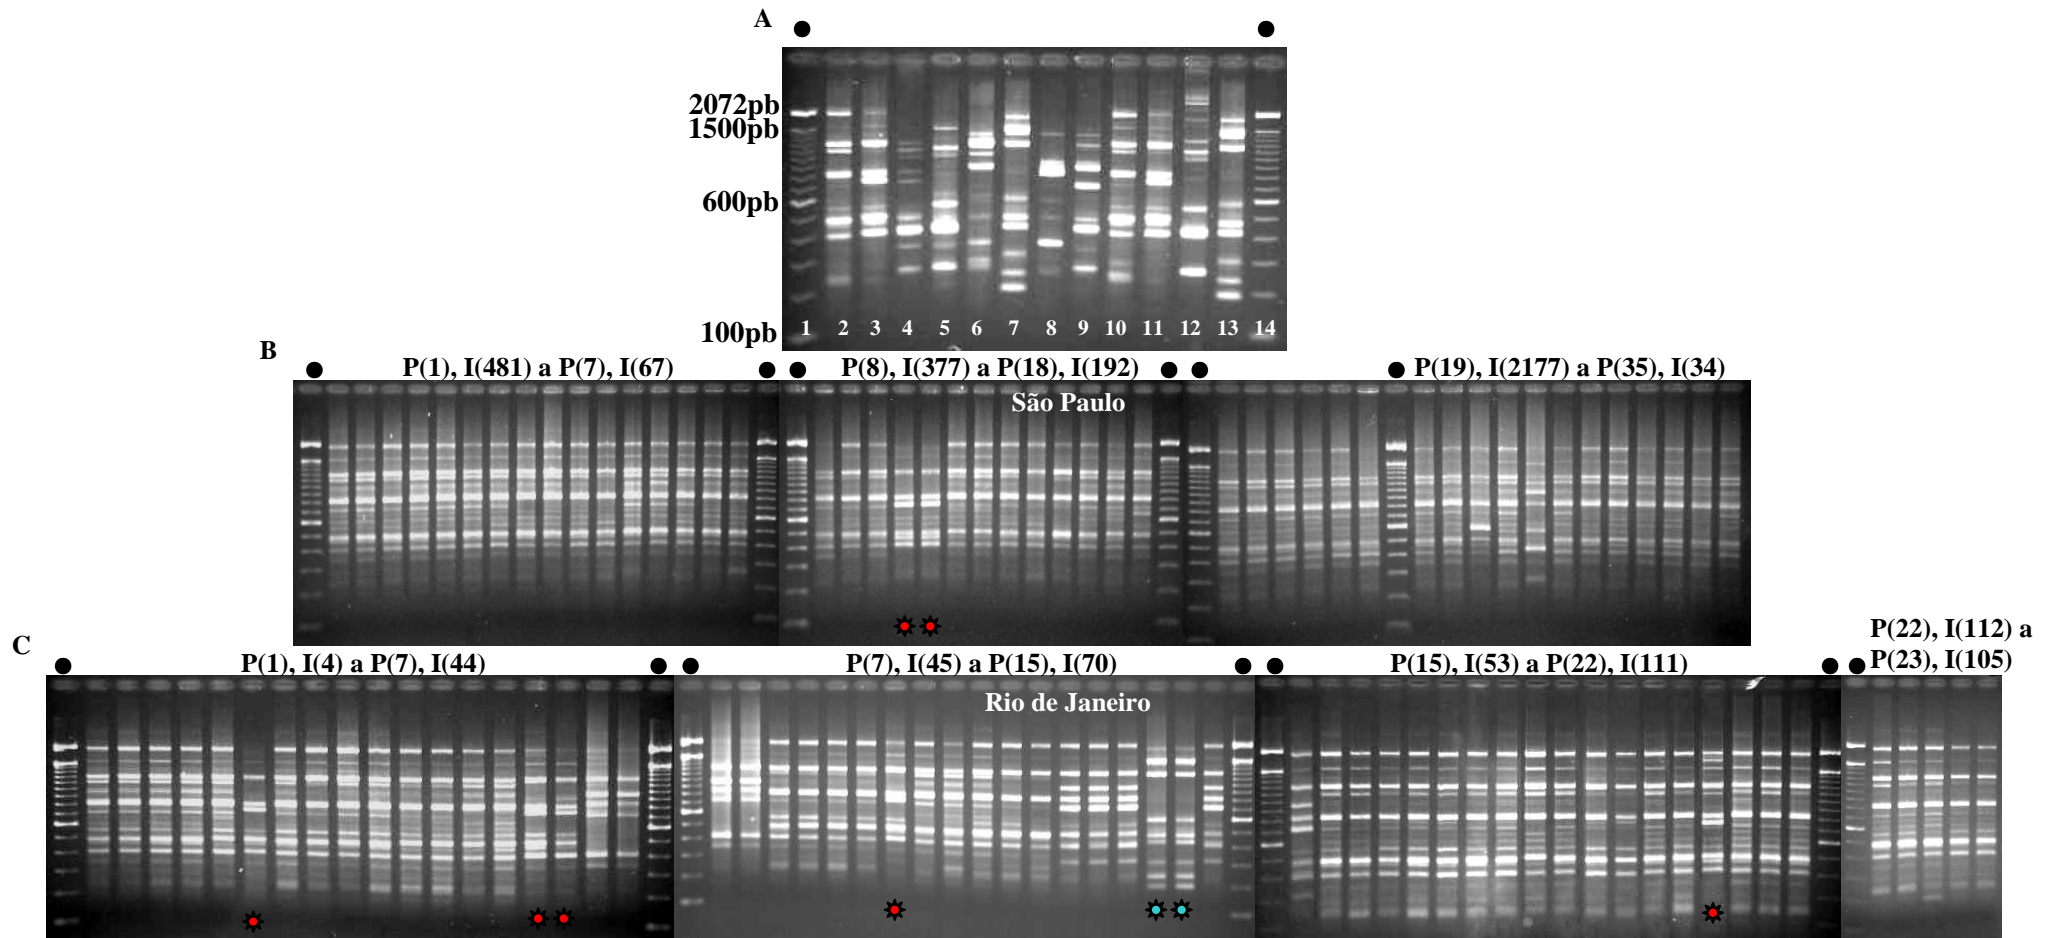 A
2072pb
1500pb
600pb
100pb
1 2 3 4 5 6 7 8 9 10 11 12 13 14
B
P(1), I(481) a P(7), I(67)
P(8), I(377) a P(18), I(192)
P(19), I(2177) a P(35), I(34)
São Paulo
C
P(1), I(4) a P(7), I(44)
P(7), I(45) a P(15), I(70)
P(15), I(53) a P(22), I(111)
P(22), I(112) a
P(23), I(105)
Rio de Janeiro